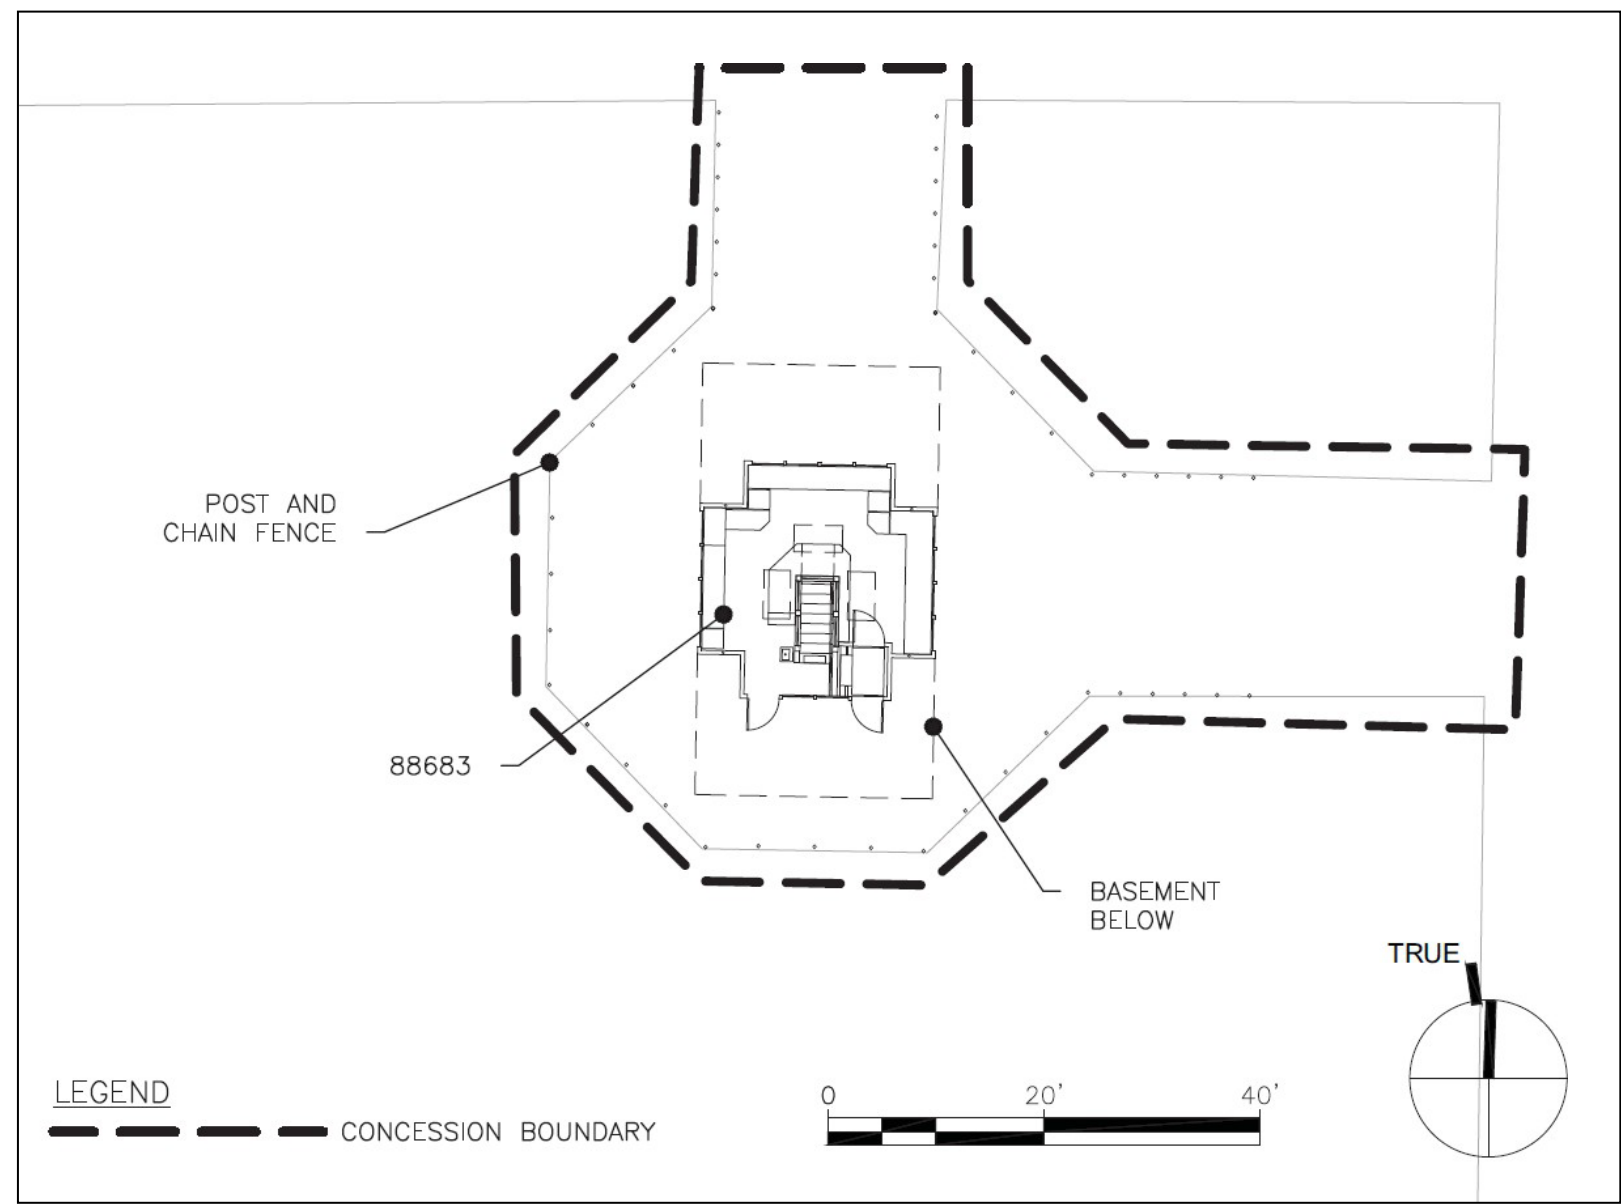 POST AND
CHAIN FENCE
88683
BASEMENT
BELOW
TRUE
LEGEND
CONCESSION BOUNDARY
0 20' 40'